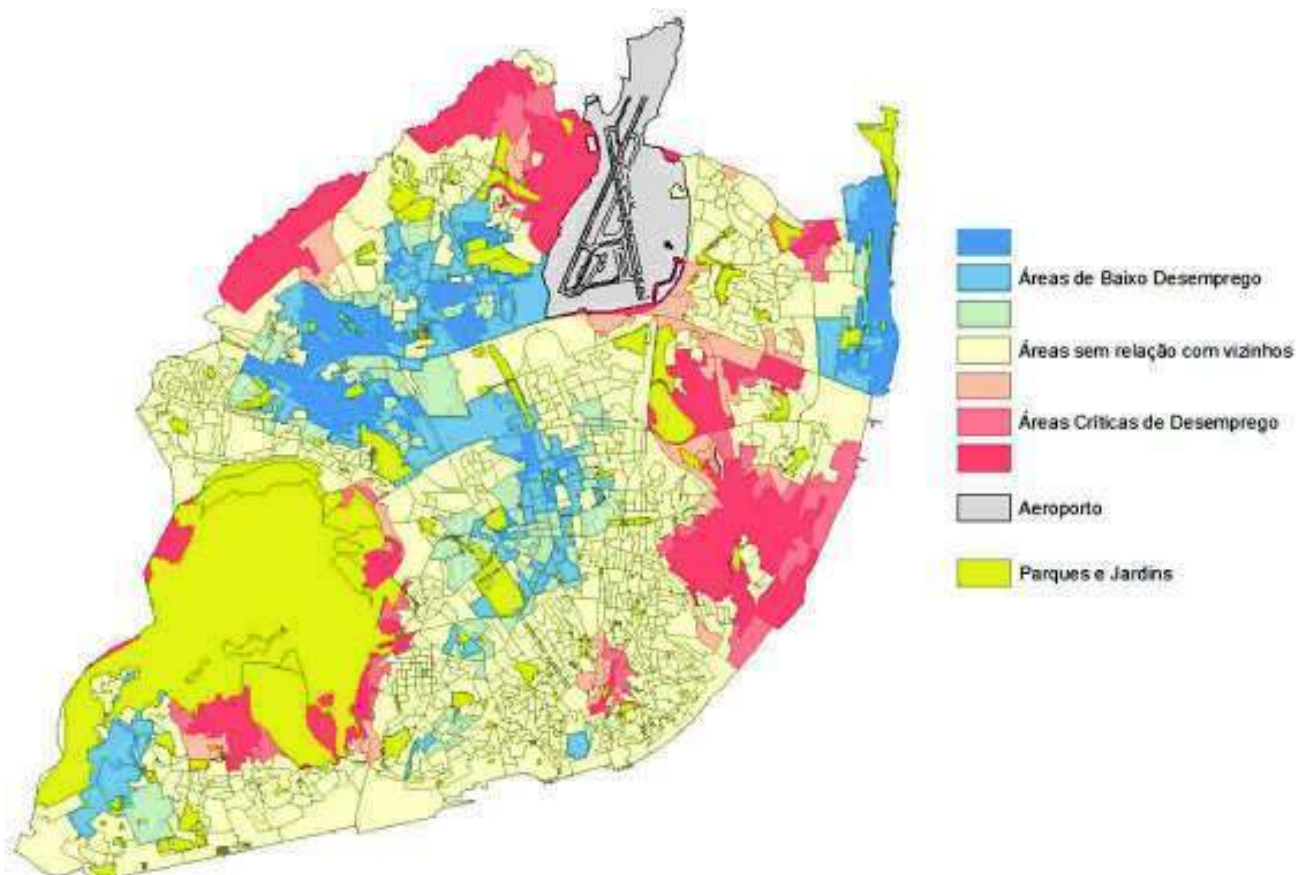 Áreas de Baixo Desemprego
Áreas sem relação com vizinhos
Áreas Críticas de Desemprego
Aeroporto
Parques e Jardins